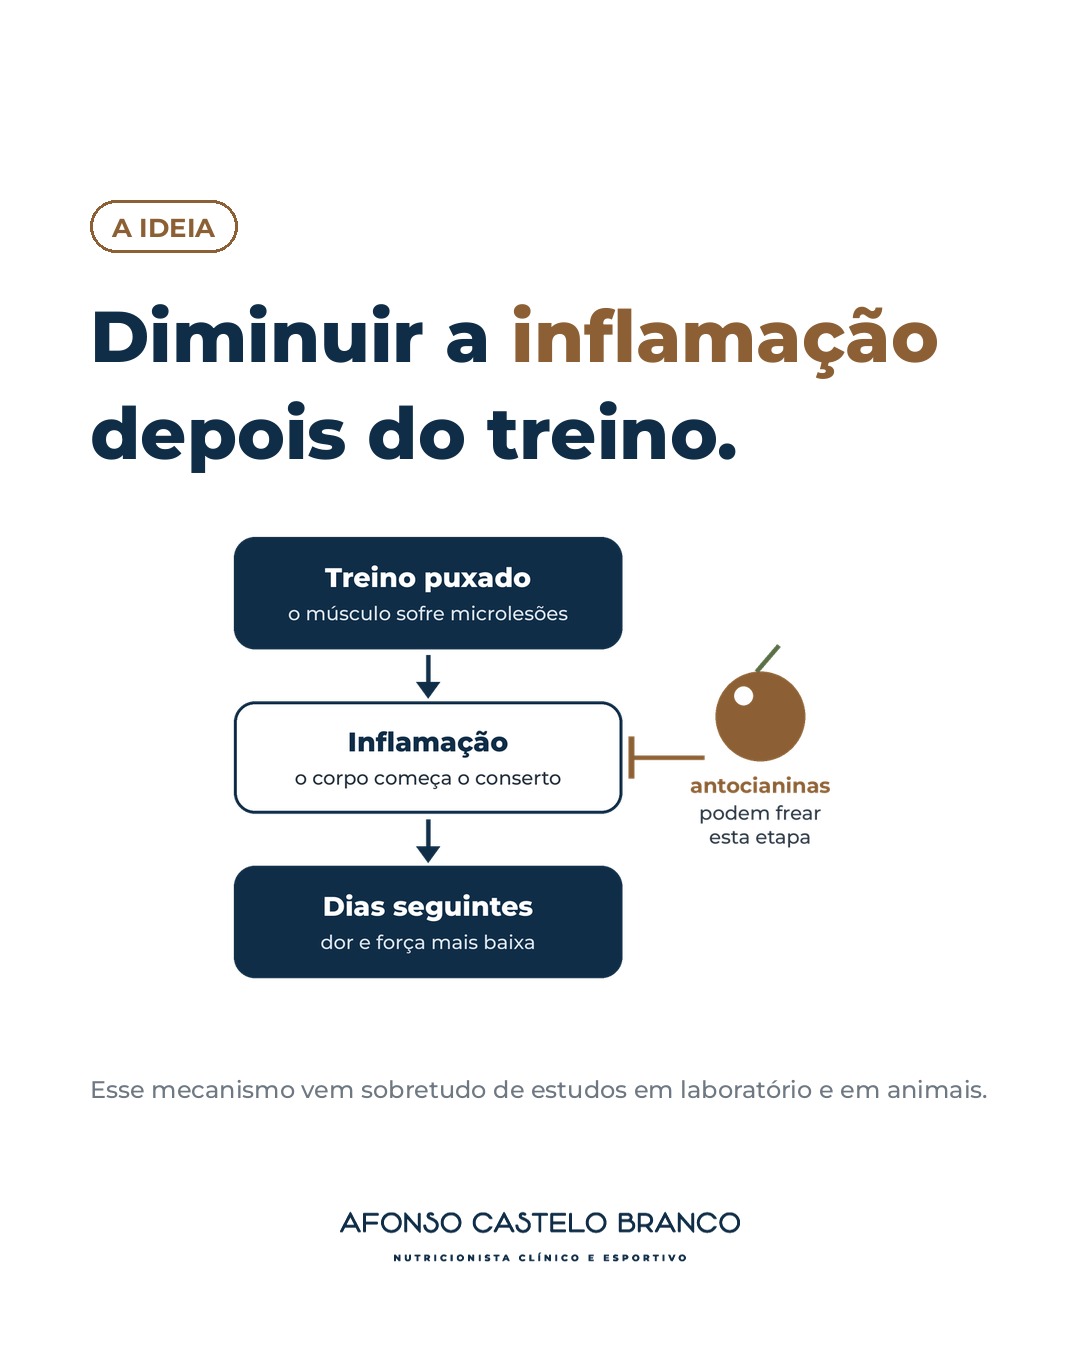 A IDEIA
Diminuir a inflamação
depois do treino.
Treino puxado
o músculo sofre microlesões
Inflamação
o corpo começa o conserto
antocianinas
podem frear
esta etapa
Dias seguintes
dor e força mais baixa
Esse mecanismo vem sobretudo de estudos em laboratório e em animais.
AFONSO CASTELO BRANCO
NUTRICIONISTA CLÍNICO E ESPORTIVO